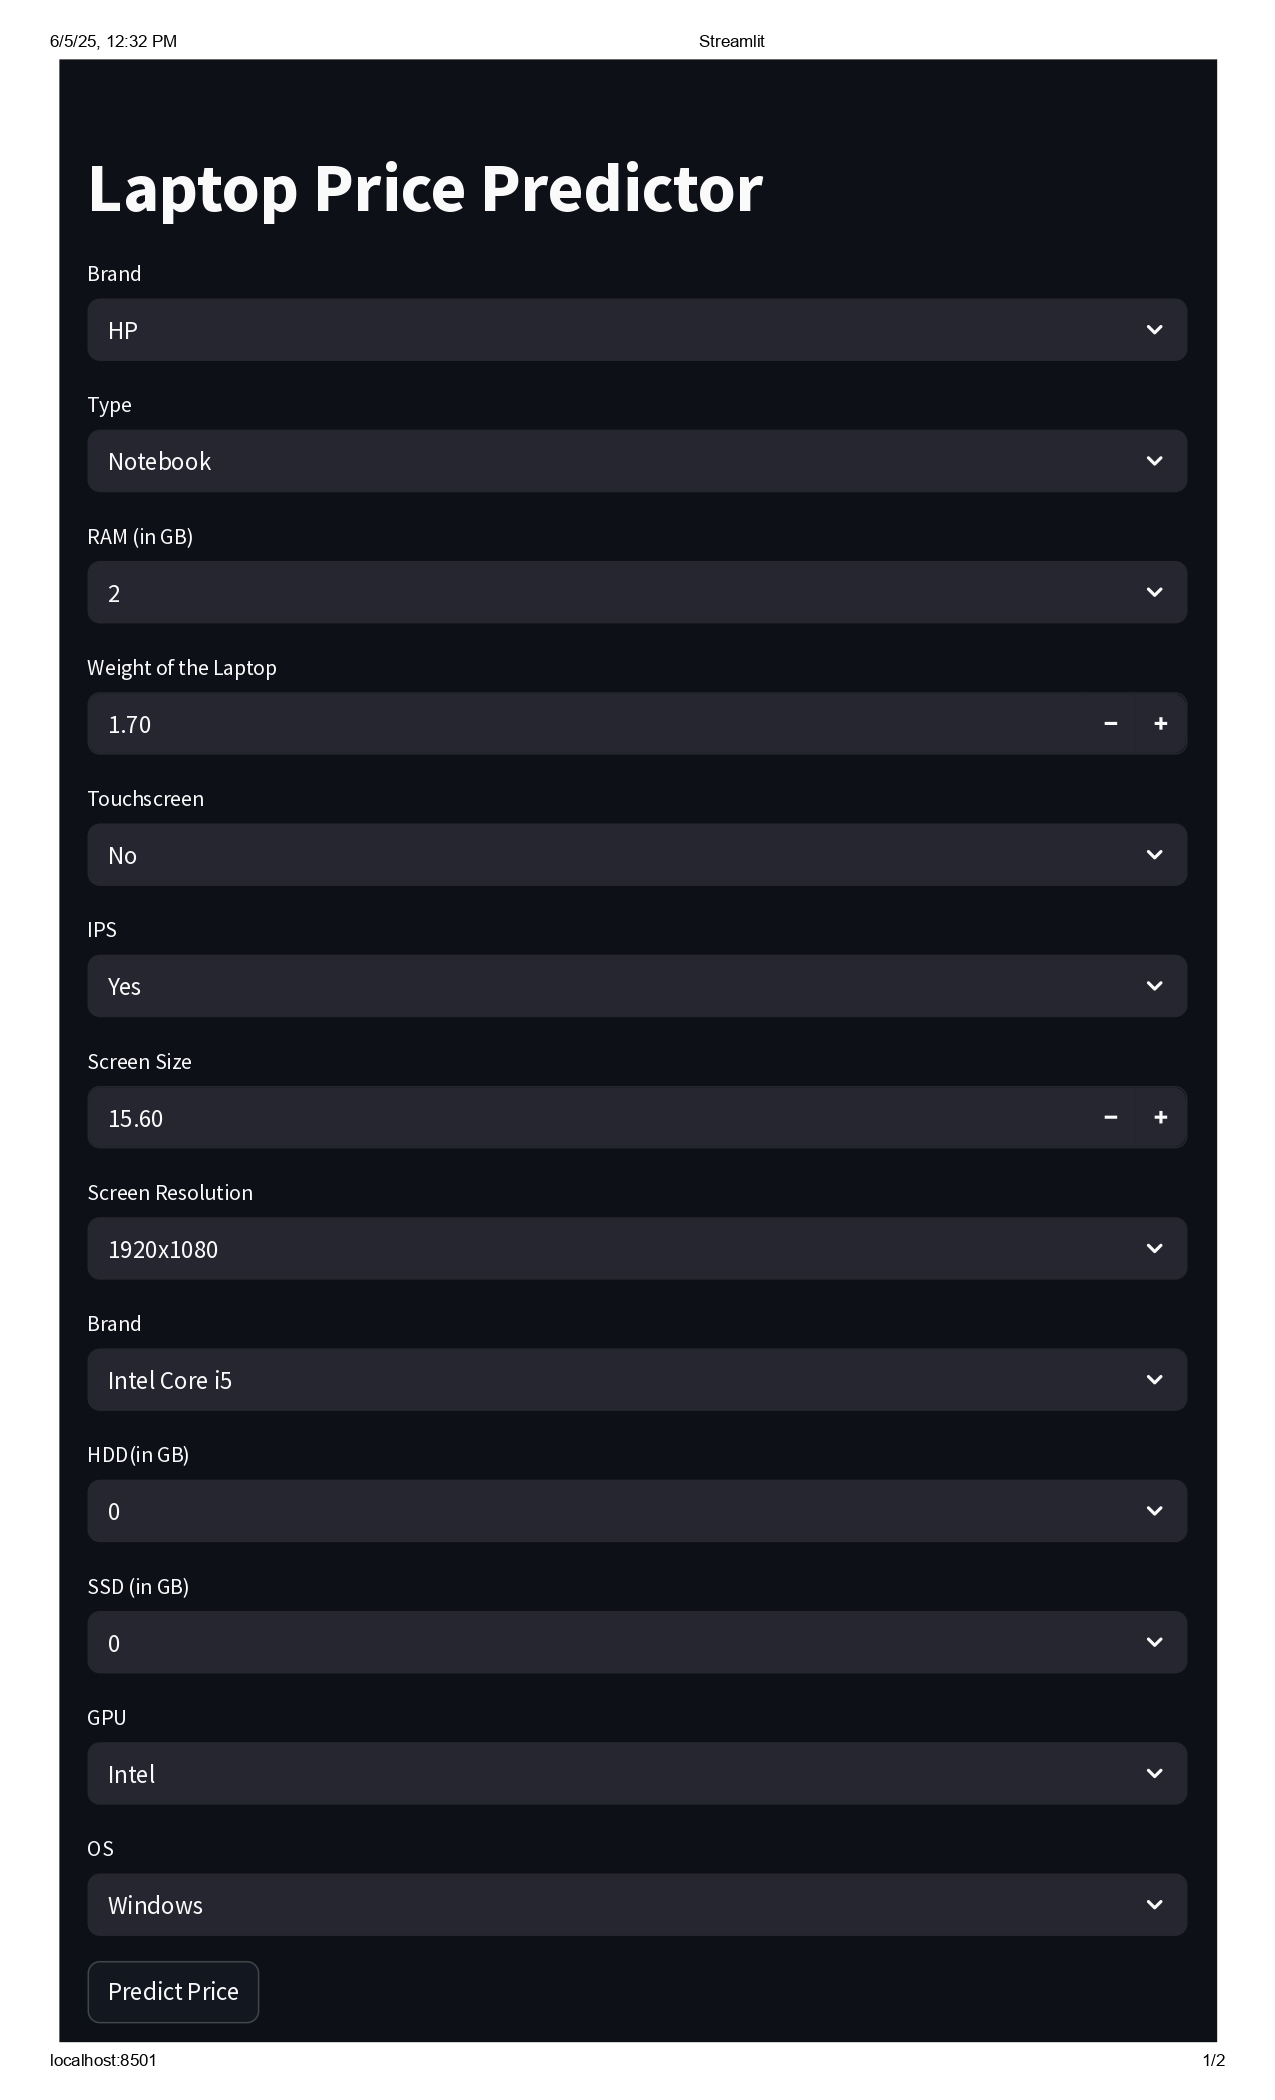 6/5/25, 12:32 PM
Streamlit
Laptop Price Predictor
Brand
HP
Type
Notebook
RAM (in GB)
2
Weight of the Laptop
1.70
Touchscreen
No
IPS
Yes
Screen Size
15.60
Screen Resolution
1920x1080
Brand
Intel Core i5
HDD(in GB)
0
SSD (in GB)
0
GPU
Intel
OS
Windows
Predict Price
localhost:8501
1/2